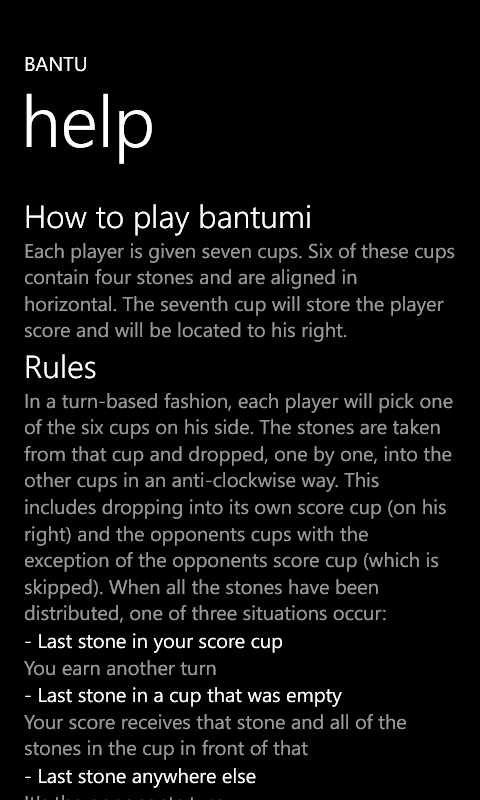 BANTU
help
How to play bantumi
Each player is given seven cups. Six of these cups
contain four stones and are aligned in
horizontal. The seventh cup will store the player
score and will be located to his right.
Rules
In a turn-based fashion, each player will pick one
of the six cups on his side. The stones are taken
from that cup and dropped, one by one, into the
other cups in an anti-clockwise way. This
includes dropping into its own score cup (on his
right) and the opponents cups with the
exception of the opponents score cup (which is
skipped). When all the stones have been
distributed, one of three situations occur:
- Last stone in your score cup
You earn another turn
- Last stone in a cup that was empty
Your score receives that stone and all of the
stones in the cup in front of that
- Last stone anywhere else